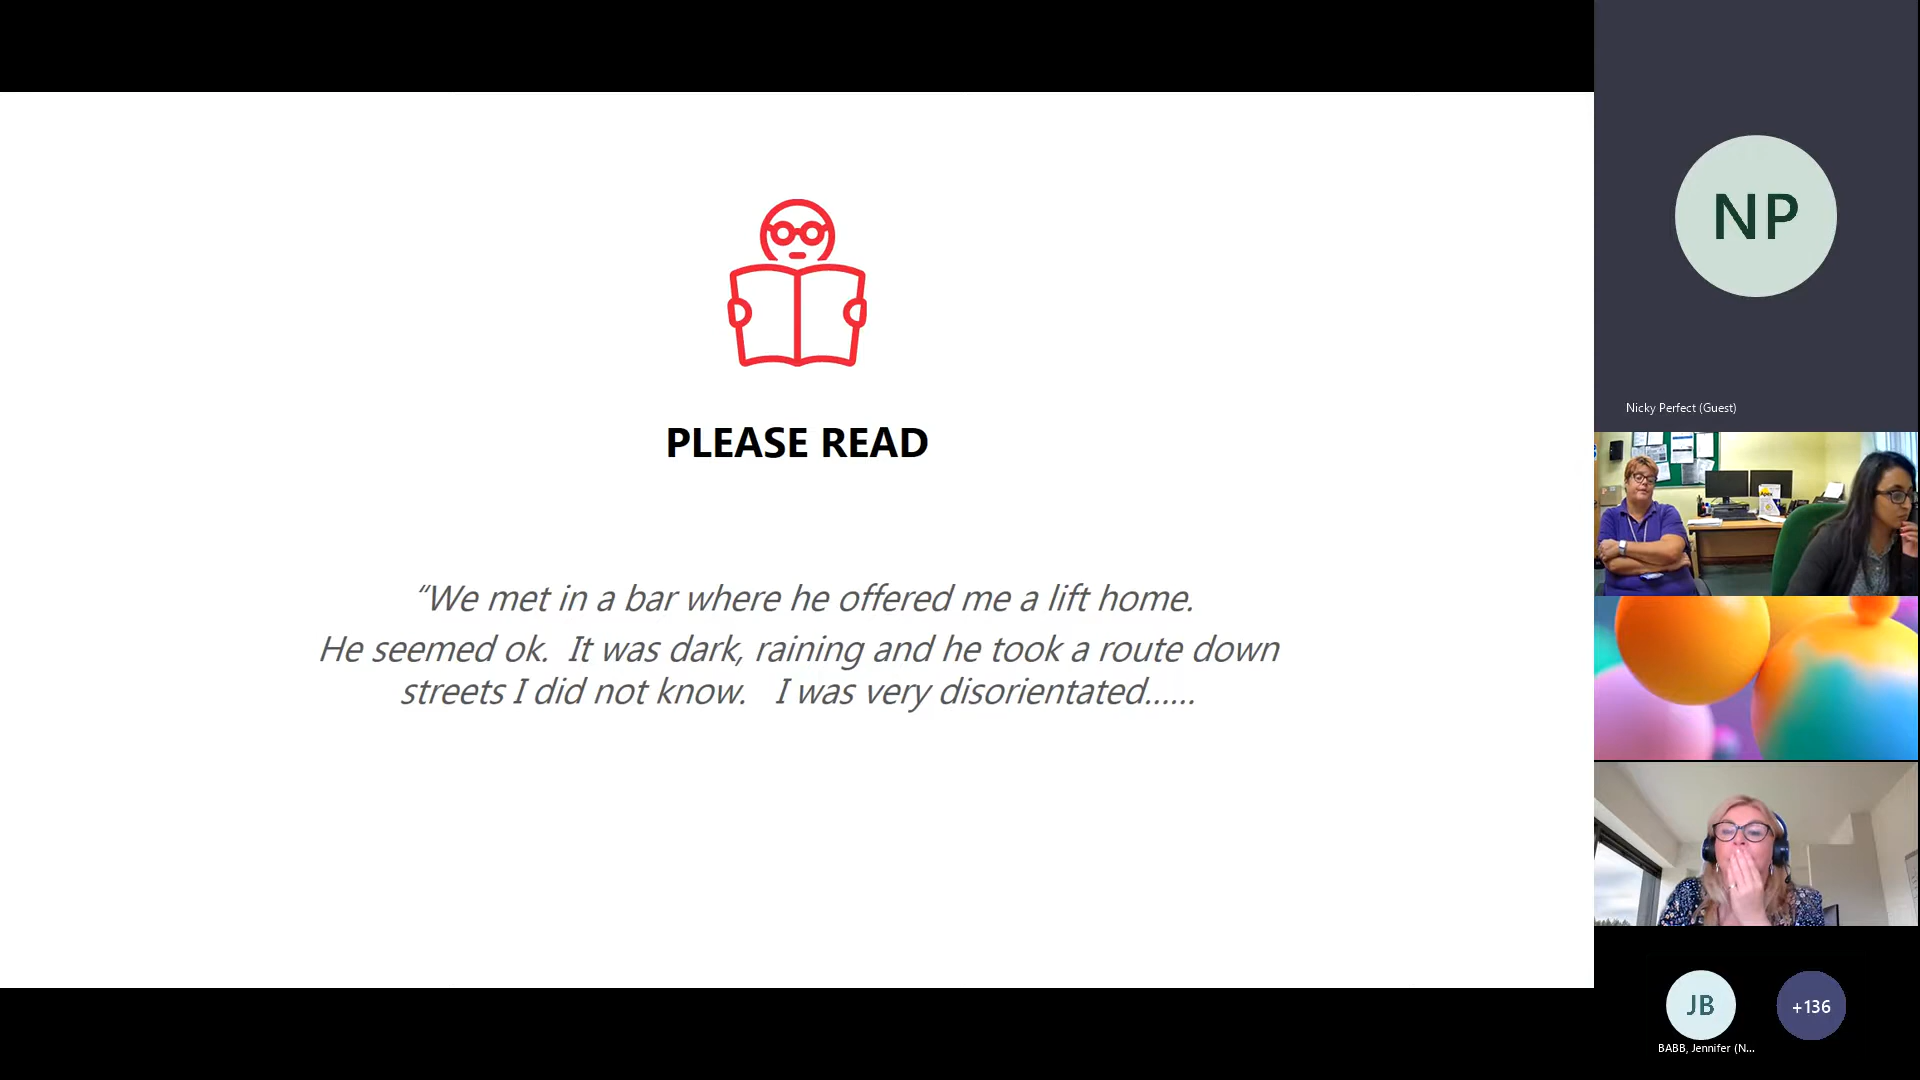 PLEASE READ
“We met in a bar where he offered me a lift home.
He seemed ok.  It was dark, raining and he took a route down
streets I did not know.   I was very disorientated......
NP
Nicky Perfect (Guest)
JB
+136
BABB, Jennifer (N...